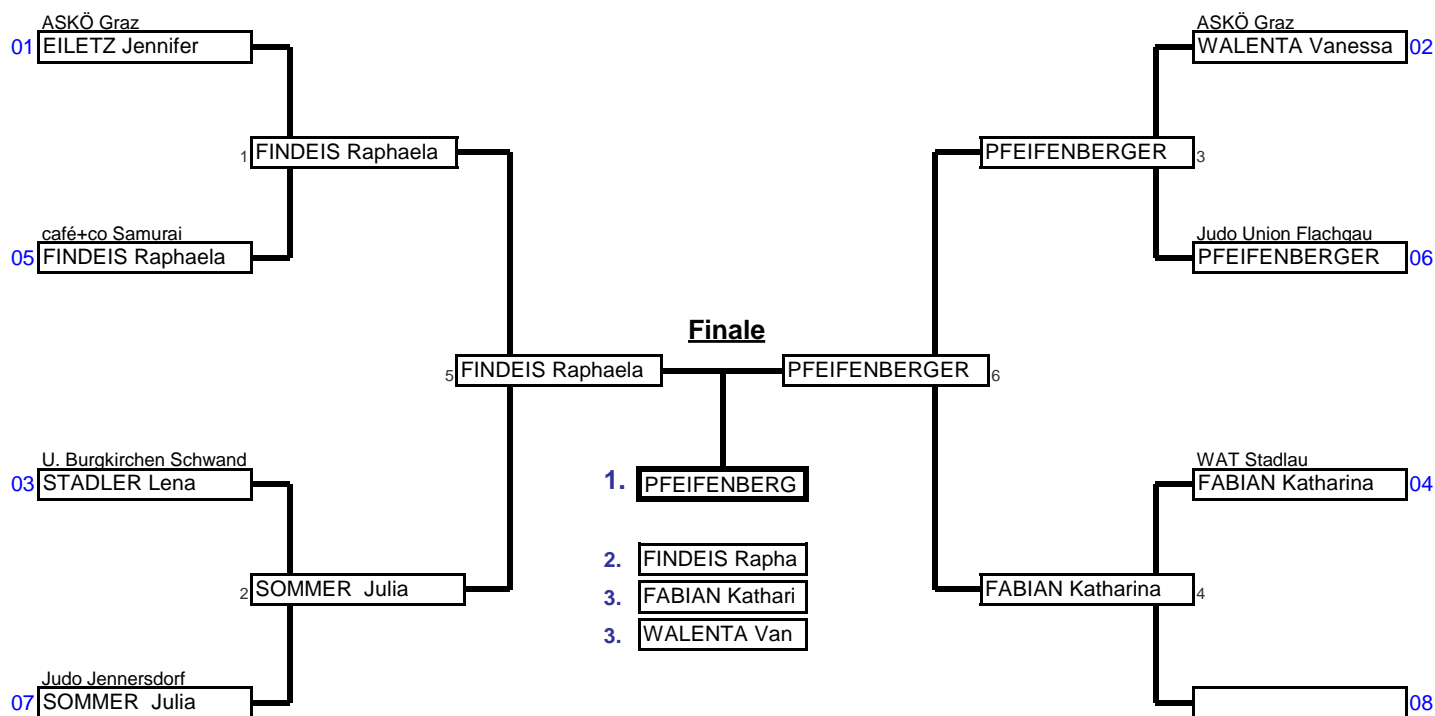 ASKÖ Graz
01 EILETZ Jennifer
ASKÖ Graz
WALENTA Vanessa 02
1 FINDEIS Raphaela
PFEIFENBERGER 3
café+co Samurai
05 FINDEIS Raphaela
Judo Union Flachgau
PFEIFENBERGER 06
Finale
5 FINDEIS Raphaela
PFEIFENBERGER 6
U. Burgkirchen Schwand
03 STADLER Lena
WAT Stadlau
FABIAN Katharina 04
1. PFEIFENBERG
2. FINDEIS Rapha
3. FABIAN Kathari
3. WALENTA Van
2 SOMMER Julia
FABIAN Katharina 4
Judo Jennersdorf
07 SOMMER Julia
08